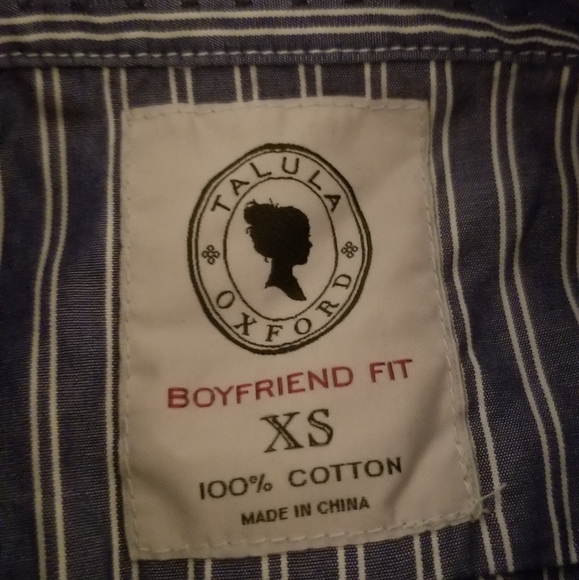 TALULA
OXFORD
BOYFRIEND FIT
XS
100% COTTON
MADE IN CHINA